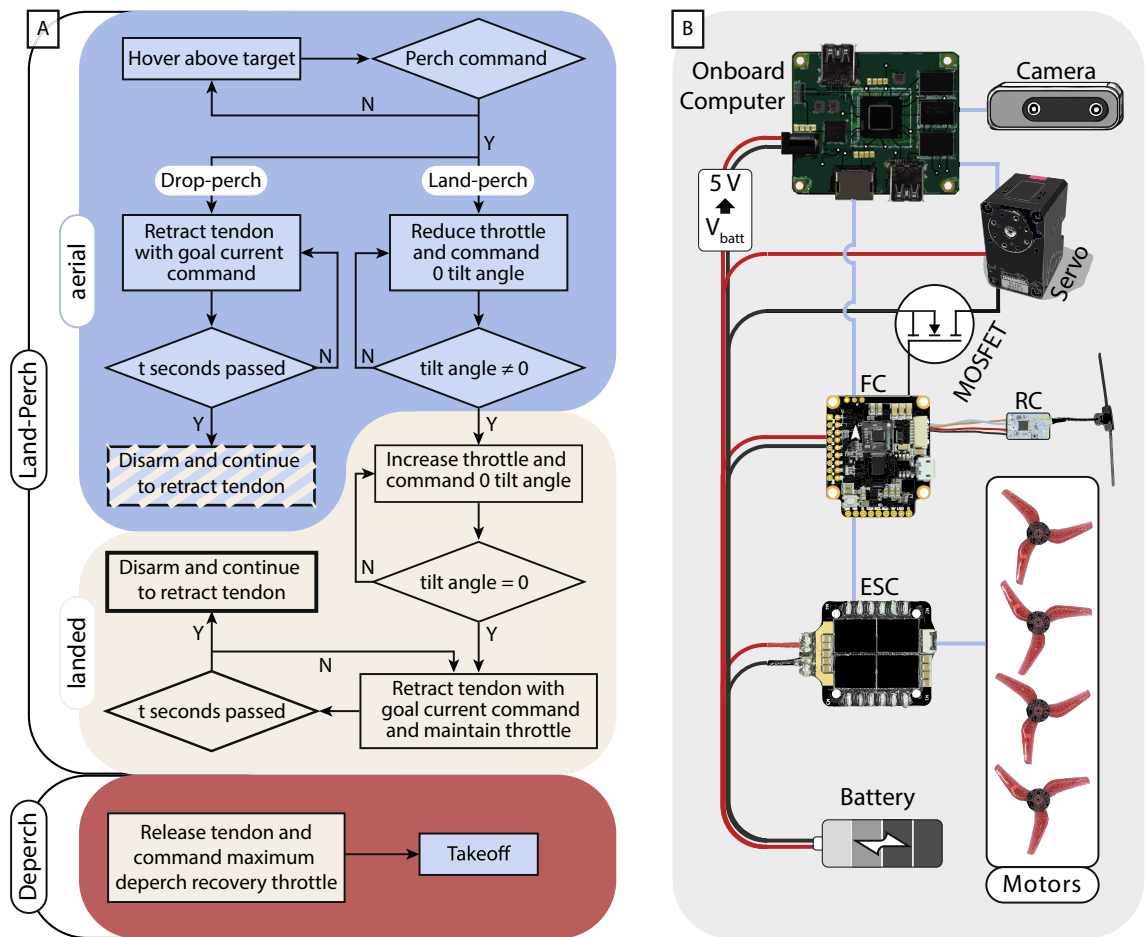 A
Hover above target
Perch command
N
Y
Drop-perch
Land-perch
Retract tendon
with goal current
command
Reduce throttle
and command
0 tilt angle
aerial
t seconds passed
N
N
tilt angle ≠ 0
Y
Y
Disarm and continue
to retract tendon
Increase throttle and
command 0 tilt angle
Land-Perch
Disarm and continue
to retract tendon
N
tilt angle = 0
landed
Y
Y
N
t seconds passed
Retract tendon with
goal current command
and maintain throttle
Deperch
Release tendon and
command maximum
deperch recovery throttle
Takeoff
B
Onboard
Computer
Camera
5 V
Vbatt
Servo
MOSFET
FC
RC
ESC
Battery
Motors